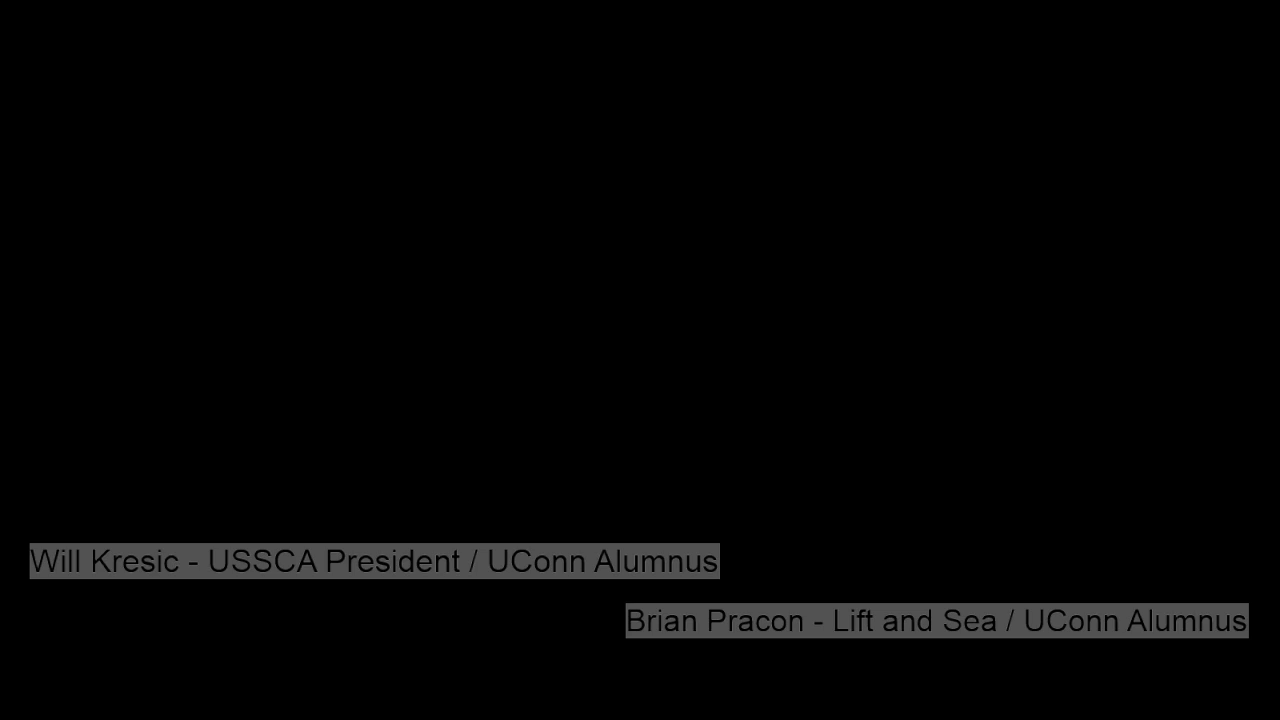 Will Kresic - USSCA President / UConn Alumnus
Brian Pracon - Lift and Sea / UConn Alumnus